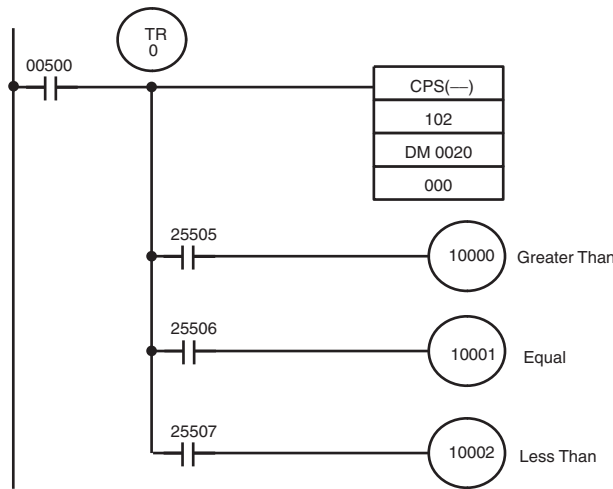 TR
0
00500
CPS(––)
102
DM 0020
000
25505
10000
Greater Than
25506
10001
Equal
25507
10002
Less Than